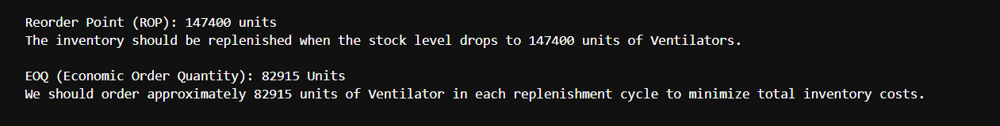 Reorder Point (ROP): 147400 units
The inventory should be replenished when the stock level drops to 147400 units of Ventilators.
EOQ (Economic Order Quantity): 82915 Units
We should order approximately 82915 units of Ventilator in each replenishment cycle to minimize total inventory costs.